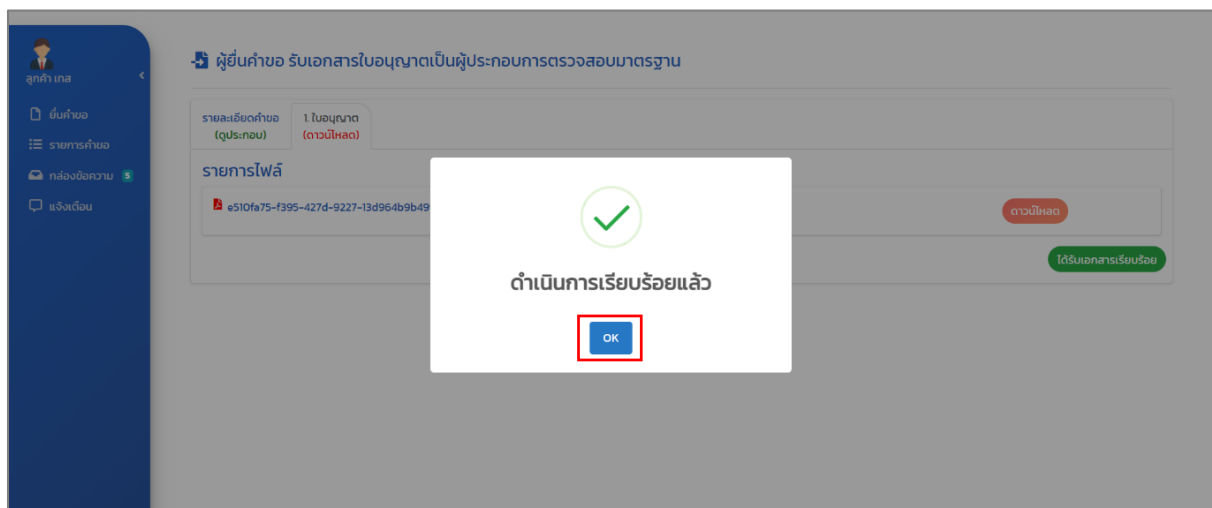 ลูกค้า เทส
ยื่นคำขอ
รายการคำขอ
กล่องข้อความ 5
แจ้งเตือน
ผู้ยื่นคำขอ รับเอกสารใบอนุญาตเป็นผู้ประกอบการตรวจสอบมาตรฐาน
รายละเอียดคำขอ
(ดูประกอบ)
1. ใบอนุญาต
(ดาวน์โหลด)
รายการไฟล์
e510fa75-f395-427d-9227-13d964b9b49
ดาวน์โหลด
ได้รับเอกสารเรียบร้อย
ดำเนินการเรียบร้อยแล้ว
OK